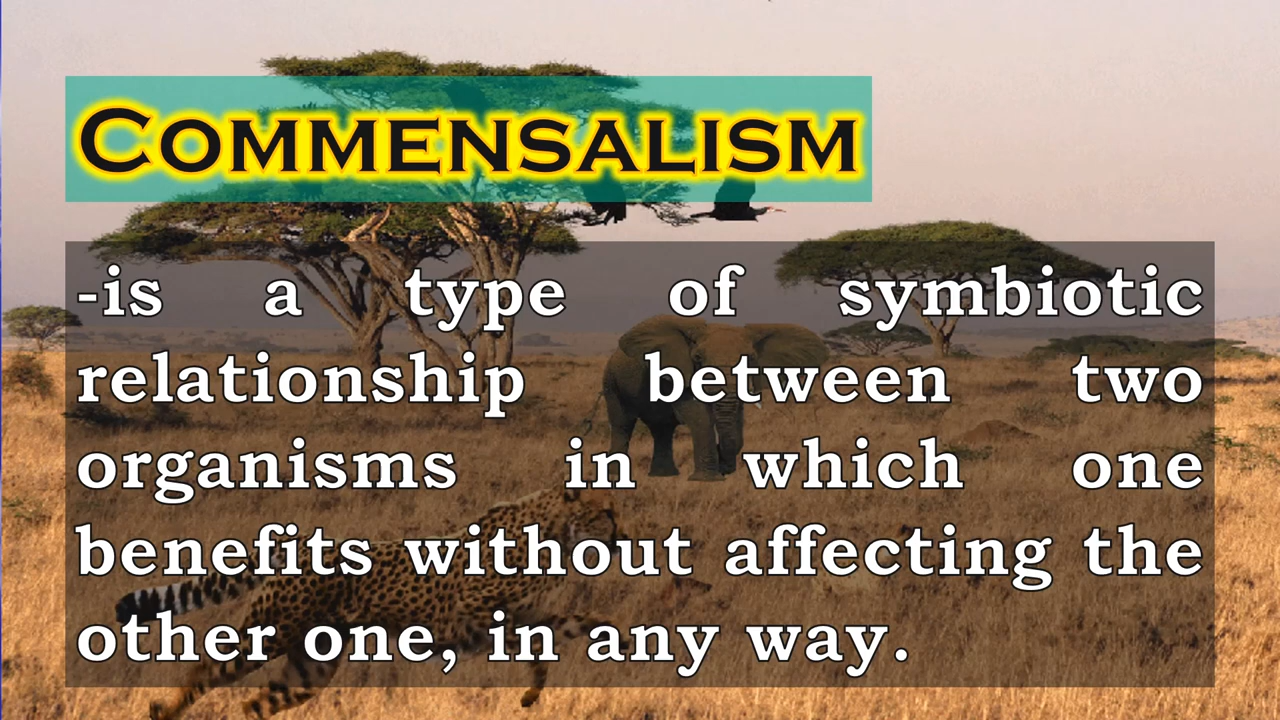 Commensalism
-is a type of symbiotic
relationship between two
organisms in which one
benefits without affecting the
other one, in any way.